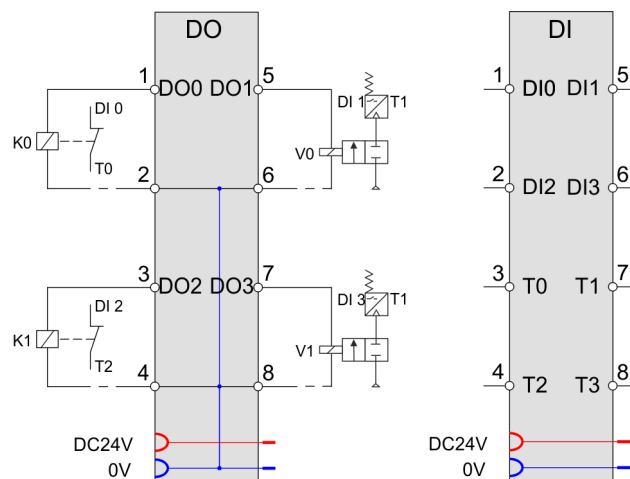 DO DI
1 5 1 5
DO0 DO1 DI0 DI1
DI 0 DI 1 T1
K0 V0
T0
2 6 2 6
DI2 DI3
3 7 3 7
DO2 DO3 T0 T1
DI 2 DI 3 T1
K1 V1
T2
4 8 4 8
T2 T3
DC24V DC24V
0V 0V